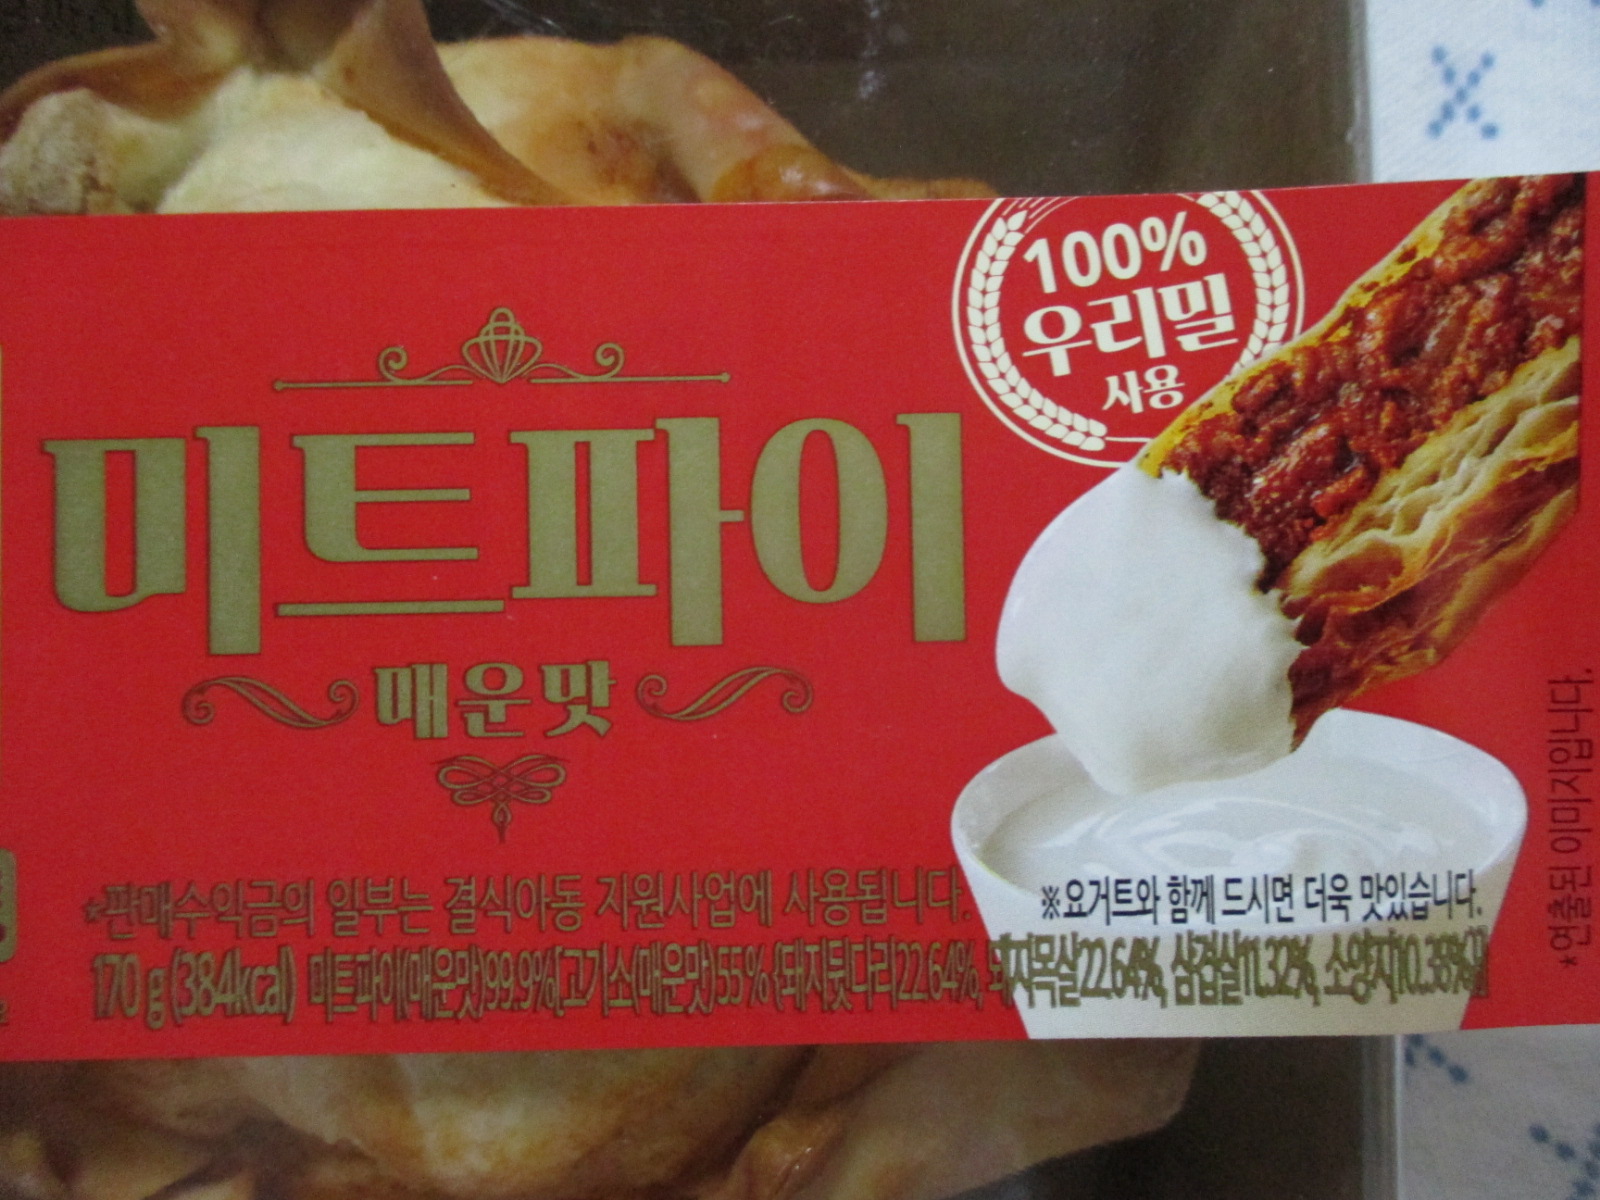 100%
우리밀
사용
미트파이
매운맛
*판매수익금의 일부는 결식아동 지원사업에 사용됩니다.
※요거트와 함께 드시면 더욱 맛있습니다.
170 g (384kcal) 미트파이(매운맛)99.9%[고기소(매운맛)55%{돼지뒷다리22.64%, 돼지목살22.64%, 삼겹살11.32%, 소양지10.38%
*연출된 이미지입니다.